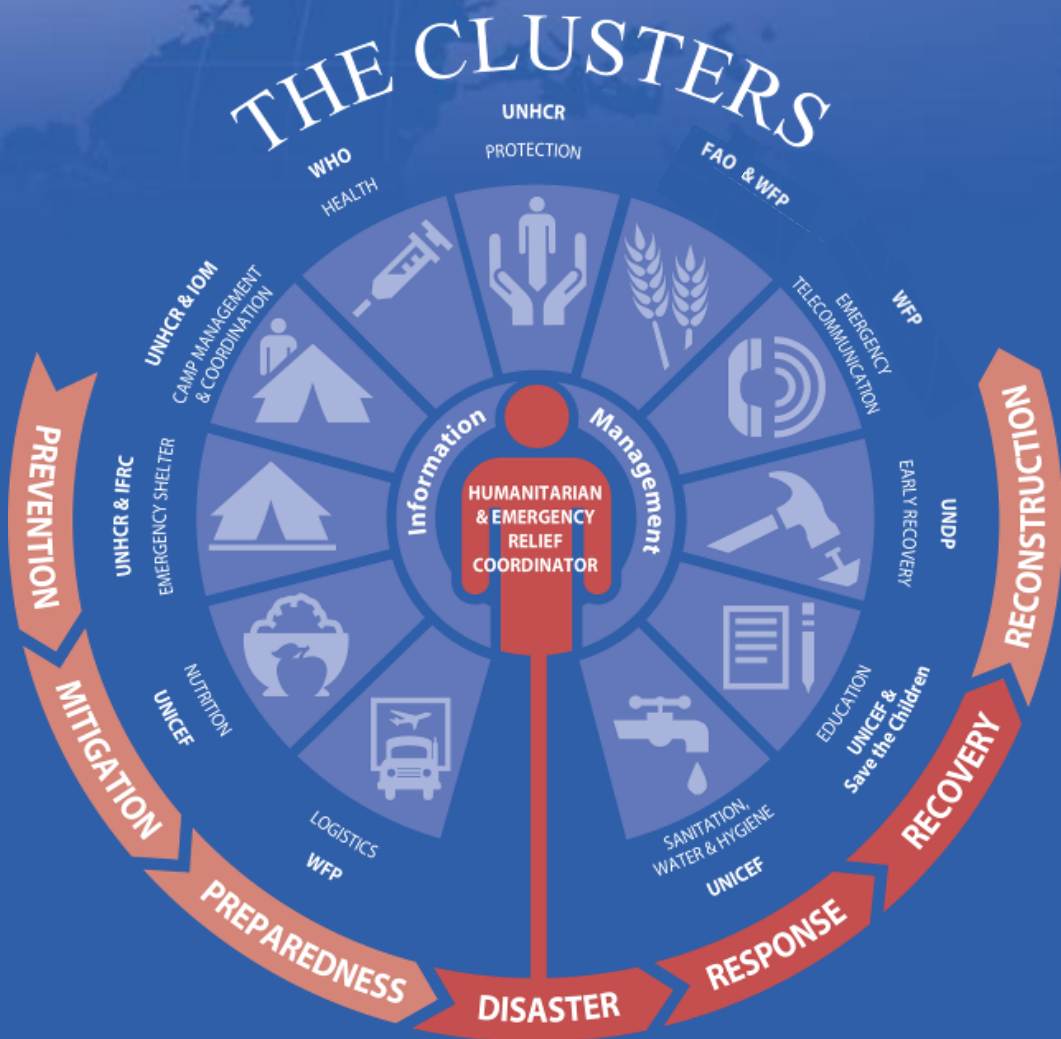 THE CLUSTERS
UNHCR
PROTECTION
WHO
HEALTH
FAO & WFP
UNHCR & IOM
CAMP MANAGEMENT
& COORDINATION
WFP
EMERGENCY
TELECOMMUNICATION
UNHCR & IFRC
EMERGENCY SHELTER
UNDP
EARLY RECOVERY
NUTRITION
UNICEF
EDUCATION
UNICEF &
Save the Children
LOGISTICS
WFP
SANITATION,
WATER & HYGIENE
UNICEF
Information
Management
HUMANITARIAN
& EMERGENCY
RELIEF
COORDINATOR
PREVENTION
MITIGATION
PREPAREDNESS
DISASTER
RESPONSE
RECOVERY
RECONSTRUCTION